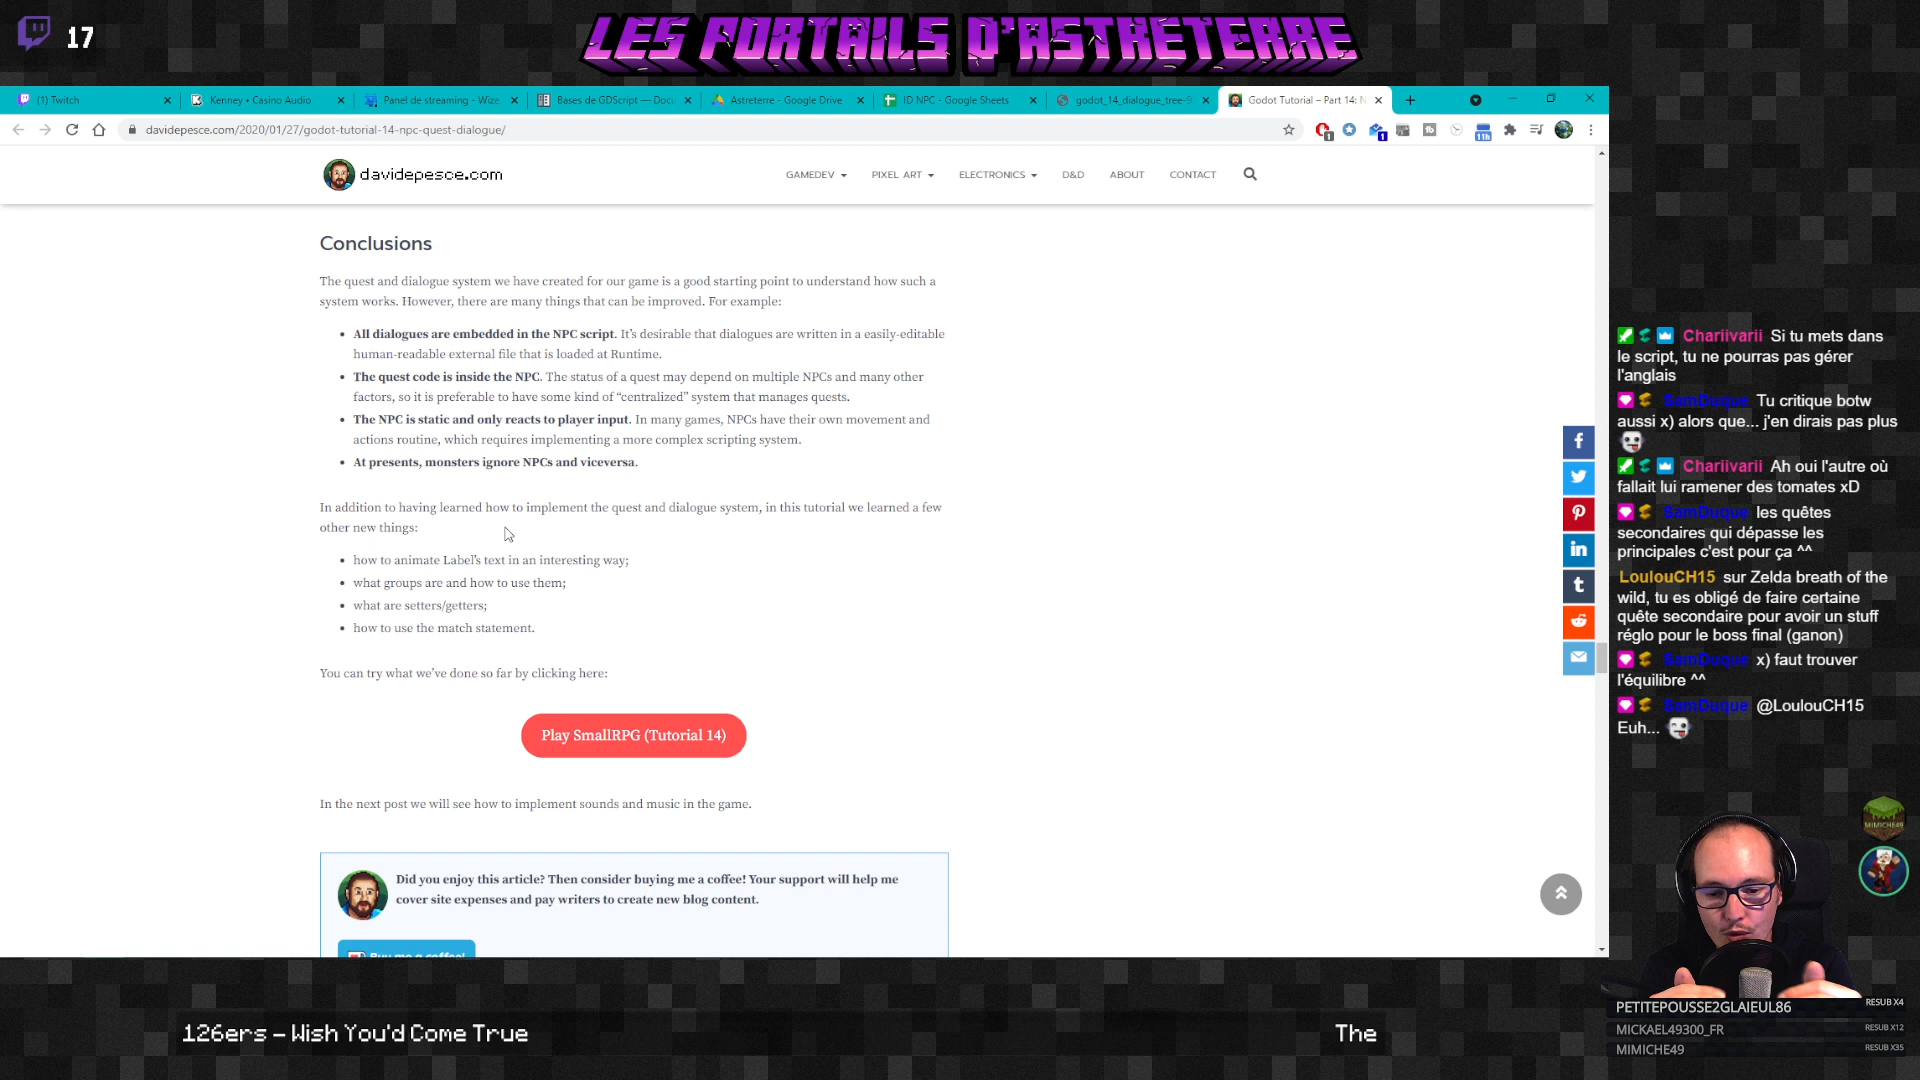 17
LES PORTAILS D'ASTRETERRE
(1) Twitch
Kenney • Casino Audio
Panel de streaming - Wize
Bases de GDScript — Docu
Astreterre - Google Drive
ID NPC - Google Sheets
godot_14_dialogue_tree-9
Godot Tutorial – Part 14: N
davidepesce.com/2020/01/27/godot-tutorial-14-npc-quest-dialogue/
1
1
11h
davidepesce.com
GAMEDEV
PIXEL ART
ELECTRONICS
D&D
ABOUT
CONTACT
Conclusions
The quest and dialogue system we have created for our game is a good starting point to understand how such a
system works. However, there are many things that can be improved. For example:
• All dialogues are embedded in the NPC script. It's desirable that dialogues are written in a easily-editable
human-readable external file that is loaded at Runtime.
• The quest code is inside the NPC. The status of a quest may depend on multiple NPCs and many other
factors, so it is preferable to have some kind of “centralized” system that manages quests.
• The NPC is static and only reacts to player input. In many games, NPCs have their own movement and
actions routine, which requires implementing a more complex scripting system.
• At presents, monsters ignore NPCs and viceversa.
In addition to having learned how to implement the quest and dialogue system, in this tutorial we learned a few
other new things:
• how to animate Label's text in an interesting way;
• what groups are and how to use them;
• what are setters/getters;
• how to use the match statement.
You can try what we've done so far by clicking here:
Play SmallRPG (Tutorial 14)
In the next post we will see how to implement sounds and music in the game.
Did you enjoy this article? Then consider buying me a coffee! Your support will help me
cover site expenses and pay writers to create new blog content.
Buy me a coffee!
Chariivarii Si tu mets dans
le script, tu ne pourras pas gérer
l'anglais
SamDuque Tu critique botw
aussi x) alors que... j'en dirais pas plus
Chariivarii Ah oui l'autre où
fallait lui ramener des tomates xD
SamDuque les quêtes
secondaires qui dépasse les
principales c'est pour ça ^^
LoulouCH15 sur Zelda breath of the
wild, tu es obligé de faire certaine
quête secondaire pour avoir un stuff
réglo pour le boss final (ganon)
SamDuque x) faut trouver
l'équilibre ^^
SamDuque @LoulouCH15
Euh...
MIMICHE49
PETITEPOUSSE2GLAIEUL86 RESUB X4
MICKAEL49300_FR RESUB X12
MIMICHE49 RESUB X35
126ers – Wish You'd Come True
The